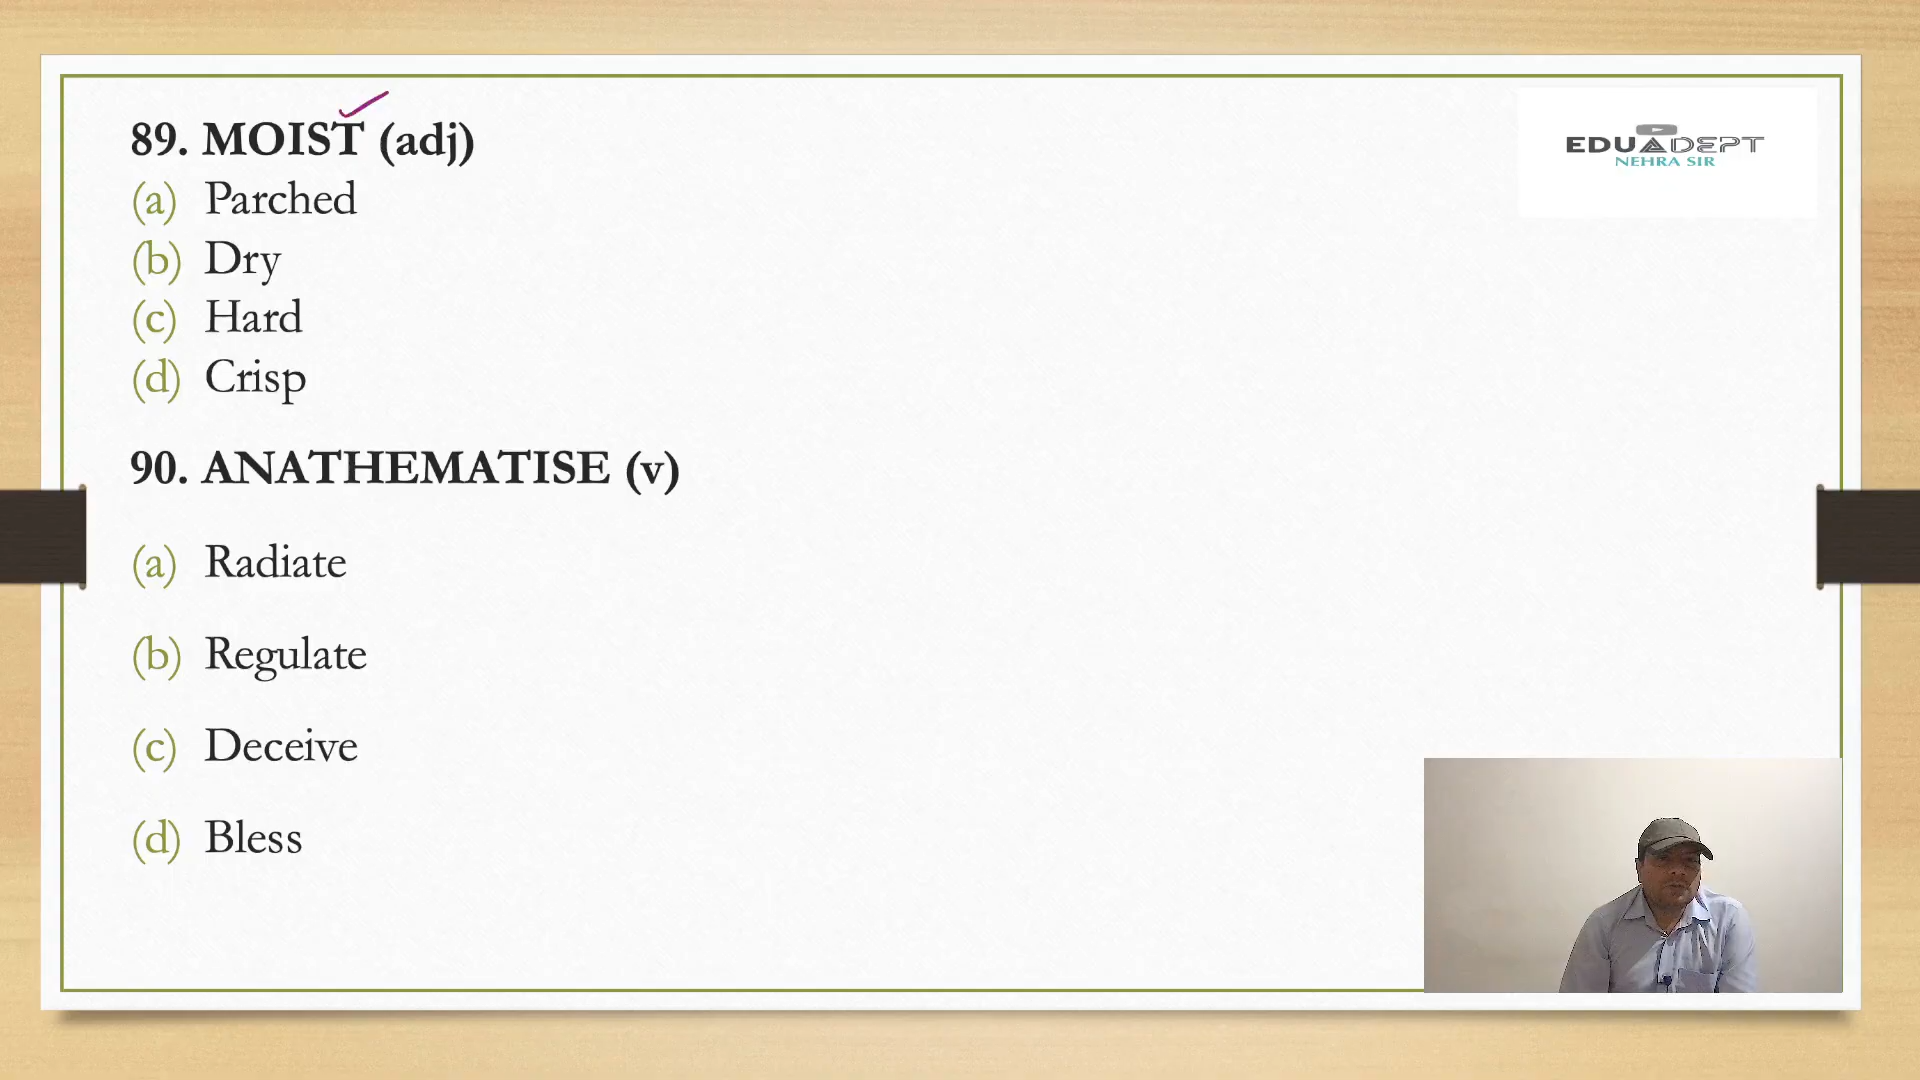 89. MOIST (adj)
(a) Parched
(b) Dry
(c) Hard
(d) Crisp
90. ANATHEMATISE (v)
(a) Radiate
(b) Regulate
(c) Deceive
(d) Bless
EDUADEPT
NEHRA SIR